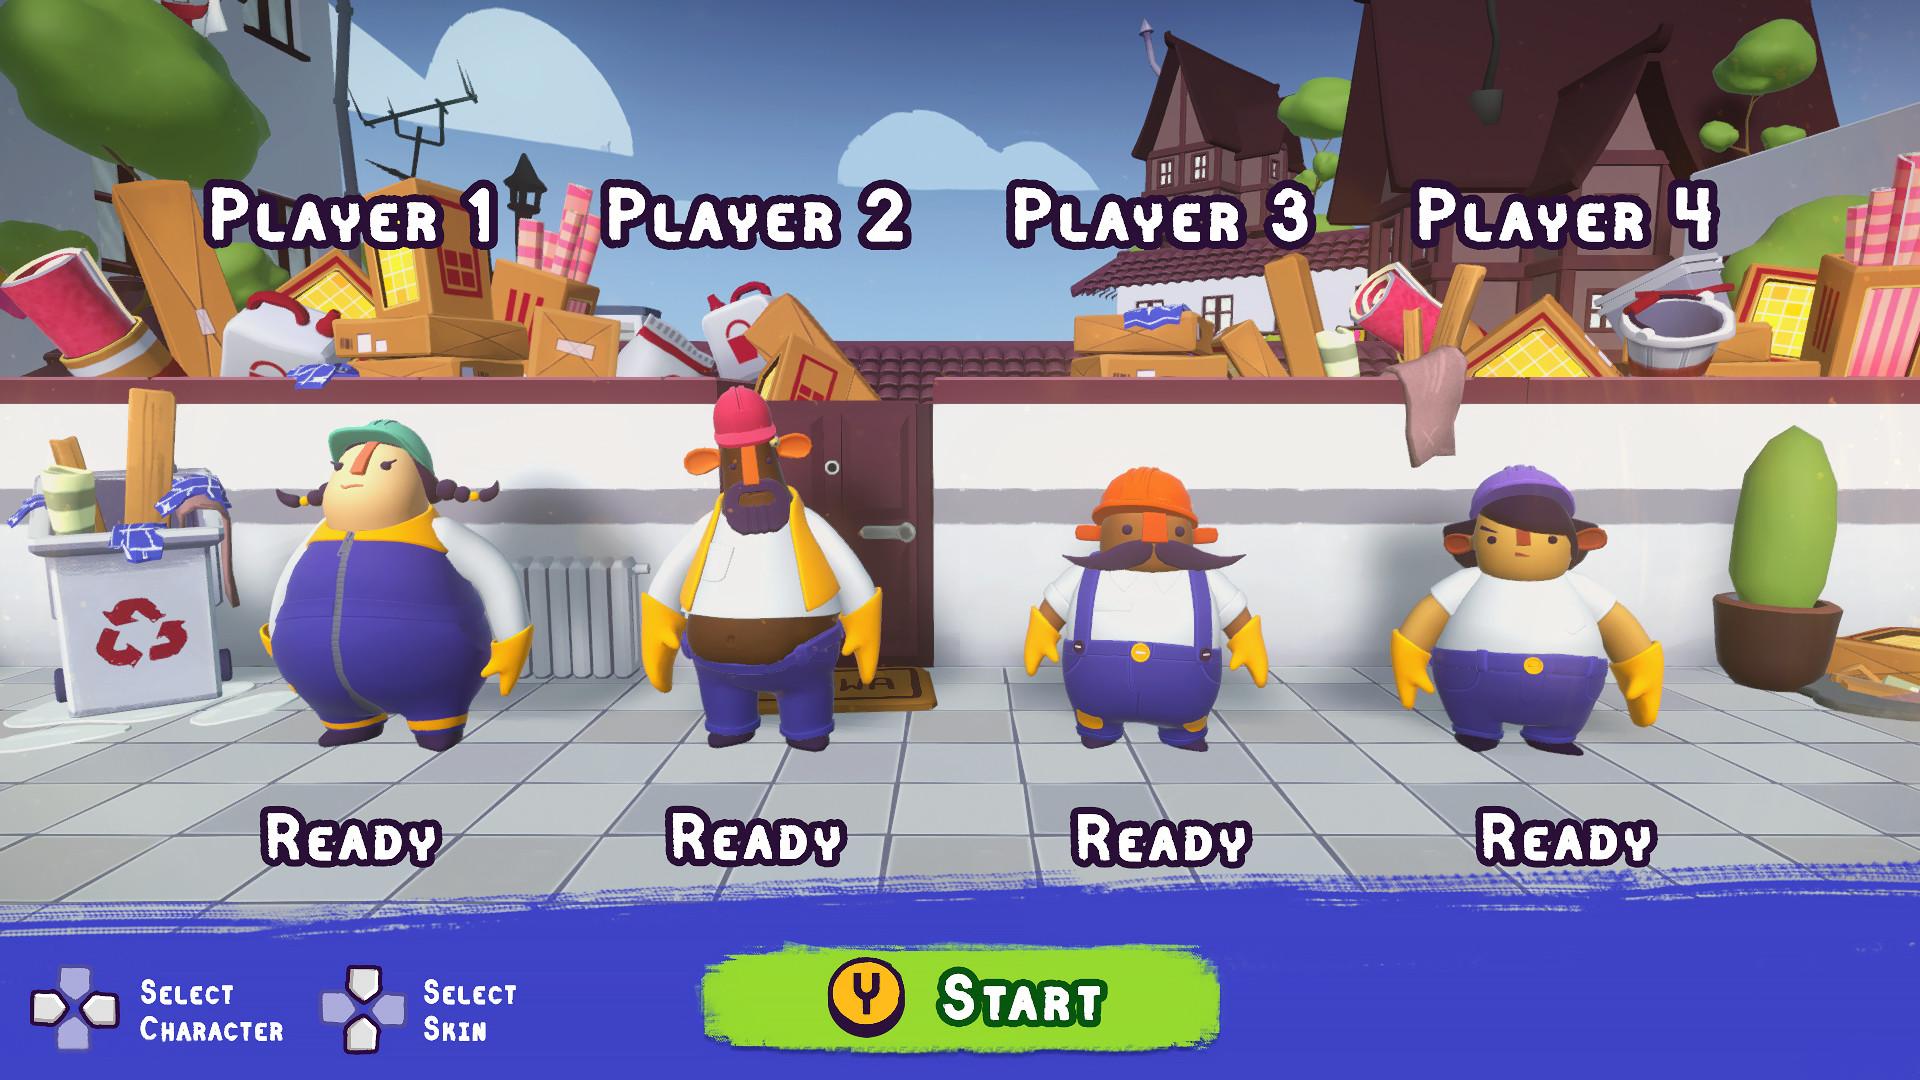 Player 1
Player 2
Player 3
Player 4
Ready
Ready
Ready
Ready
Select
Character
Select
Skin
Y Start